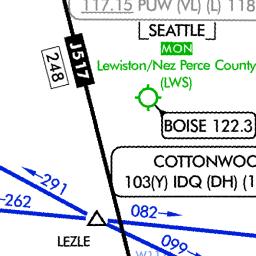 117.15 PUW (VL) (L) 118
SEATTLE
MON
Lewiston/Nez Perce County
(LWS)
J517
248
BOISE 122.3
COTTONWOO
103(Y) IDQ (DH) (1
291
262
082
LEZLE
099